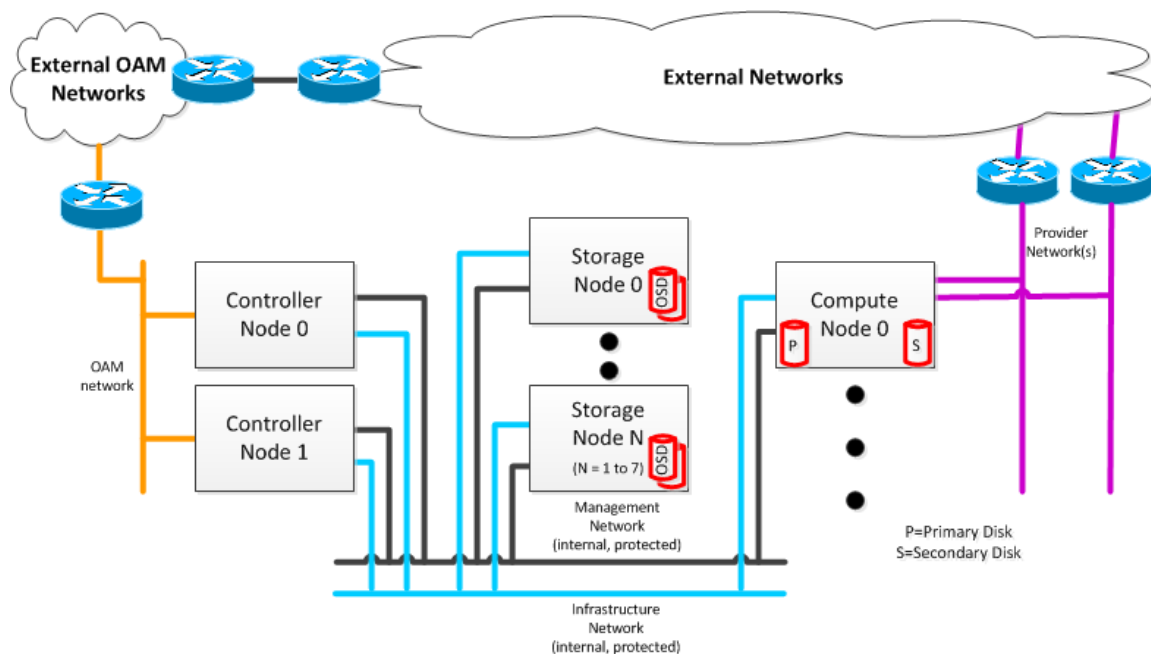 External OAM
Networks
External Networks
Provider
Network(s)
Storage
Node 0
OSD
Compute
Node 0
P
S
Controller
Node 0
OAM
network
Controller
Node 1
Storage
Node N
(N = 1 to 7)
OSD
Management
Network
(internal, protected)
P=Primary Disk
S=Secondary Disk
Infrastructure
Network
(internal, protected)